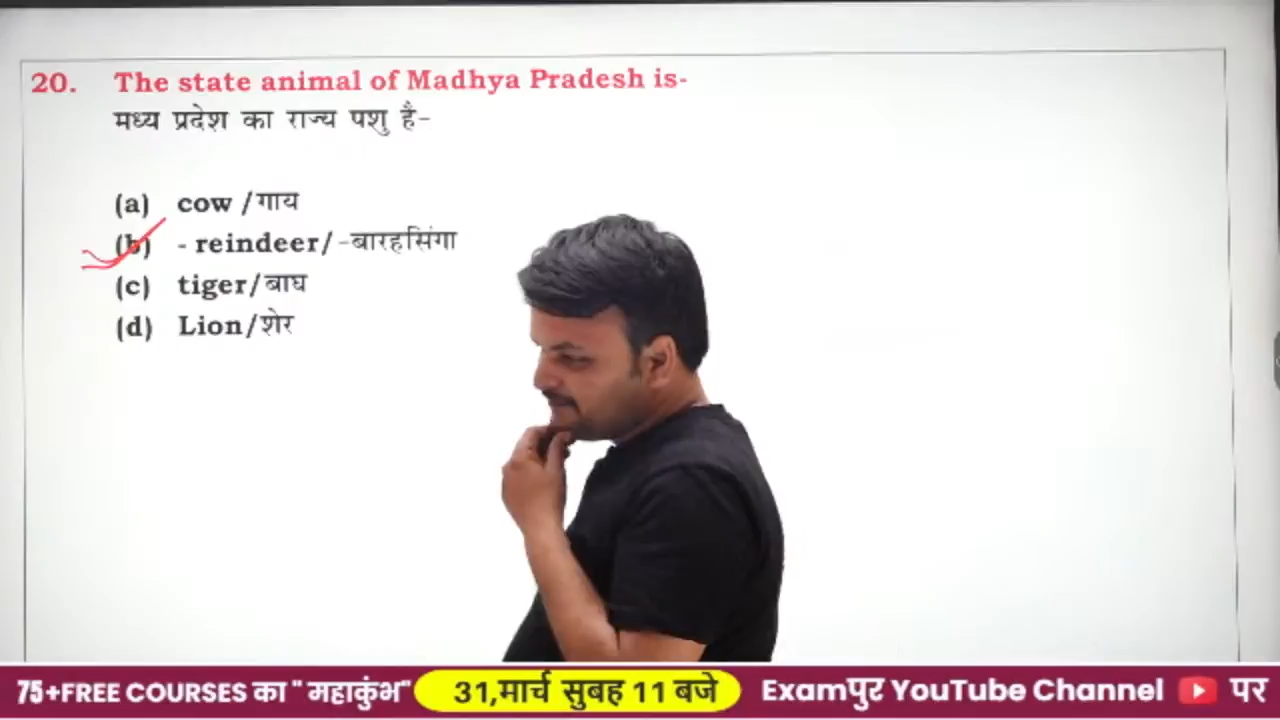 20. The state animal of Madhya Pradesh is-
मध्य प्रदेश का राज्य पशु है-
(a) cow /गाय
(b) - reindeer/-बारहसिंगा
(c) tiger/बाघ
(d) Lion/शेर
75+FREE COURSES का " महाकुंभ" 31,मार्च सुबह 11 बजे Examपुर YouTube Channel पर